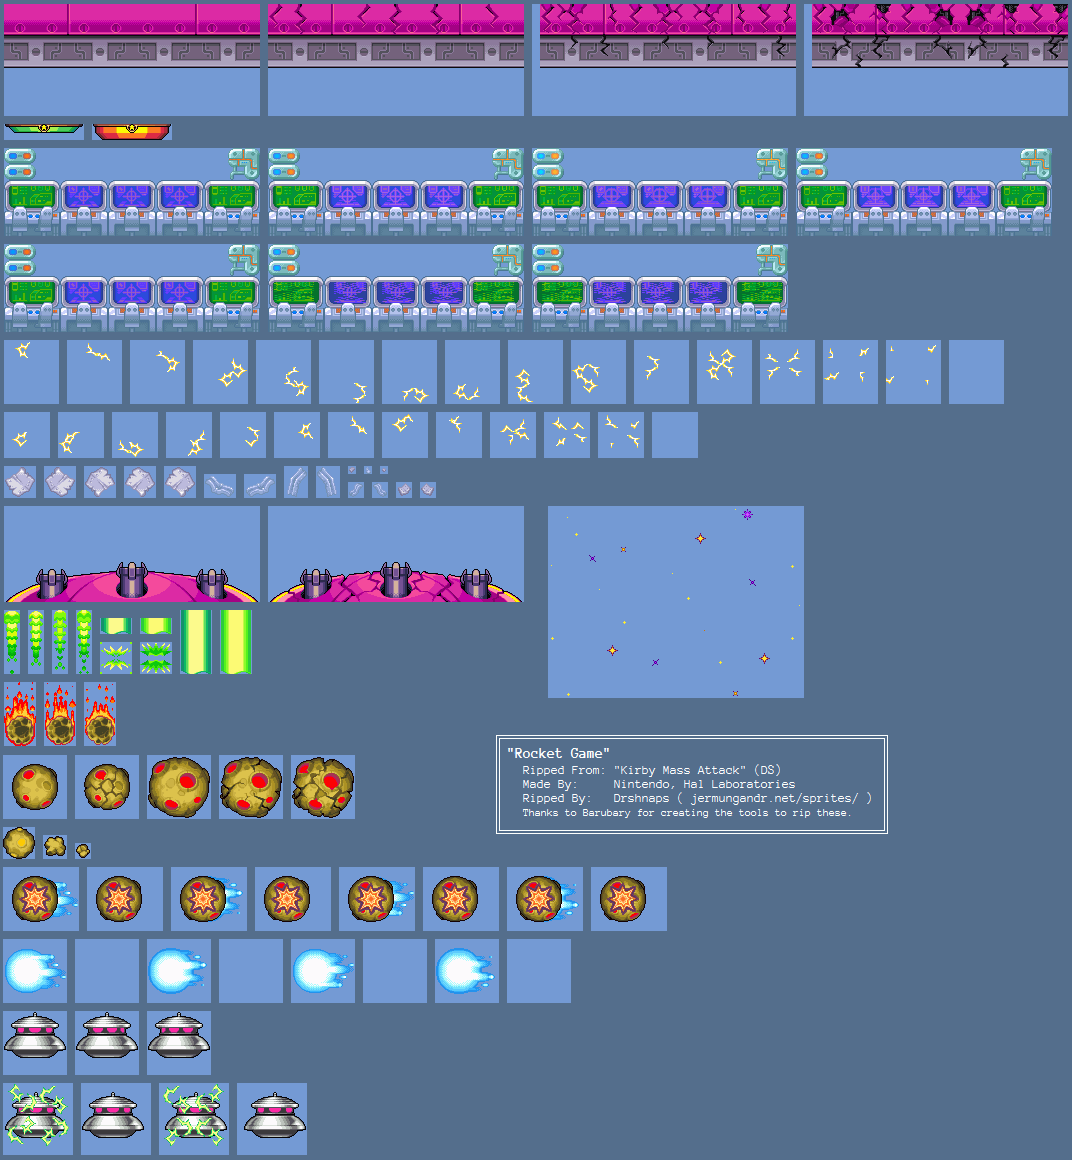 "Rocket Game"
Ripped From: "Kirby Mass Attack" (DS)
Made By: Nintendo, Hal Laboratories
Ripped By: Drshnaps ( jermungandr.net/sprites/ )
Thanks to Barubary for creating the tools to rip these.